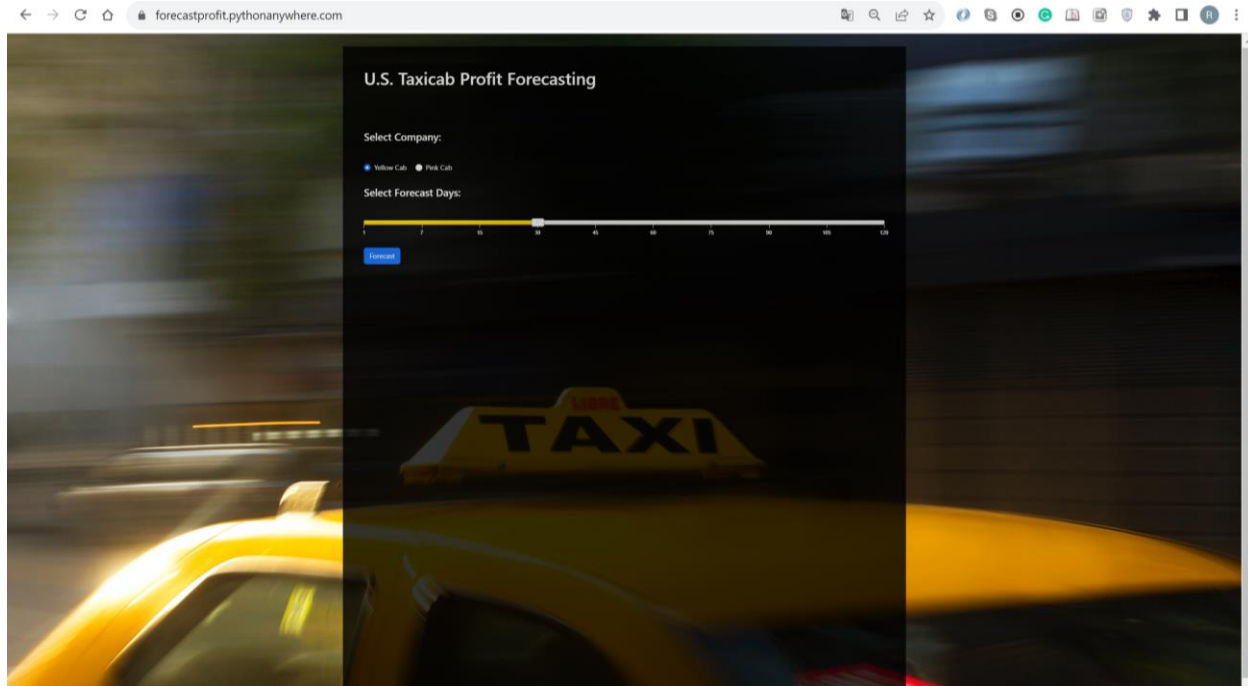 forecastprofit.pythonanywhere.com
U.S. Taxicab Profit Forecasting
Select Company:
Yellow Cab Pink Cab
Select Forecast Days:
1 7 15 30 45 60 75 90 105 120
Forecast
LIBRE
TAXI